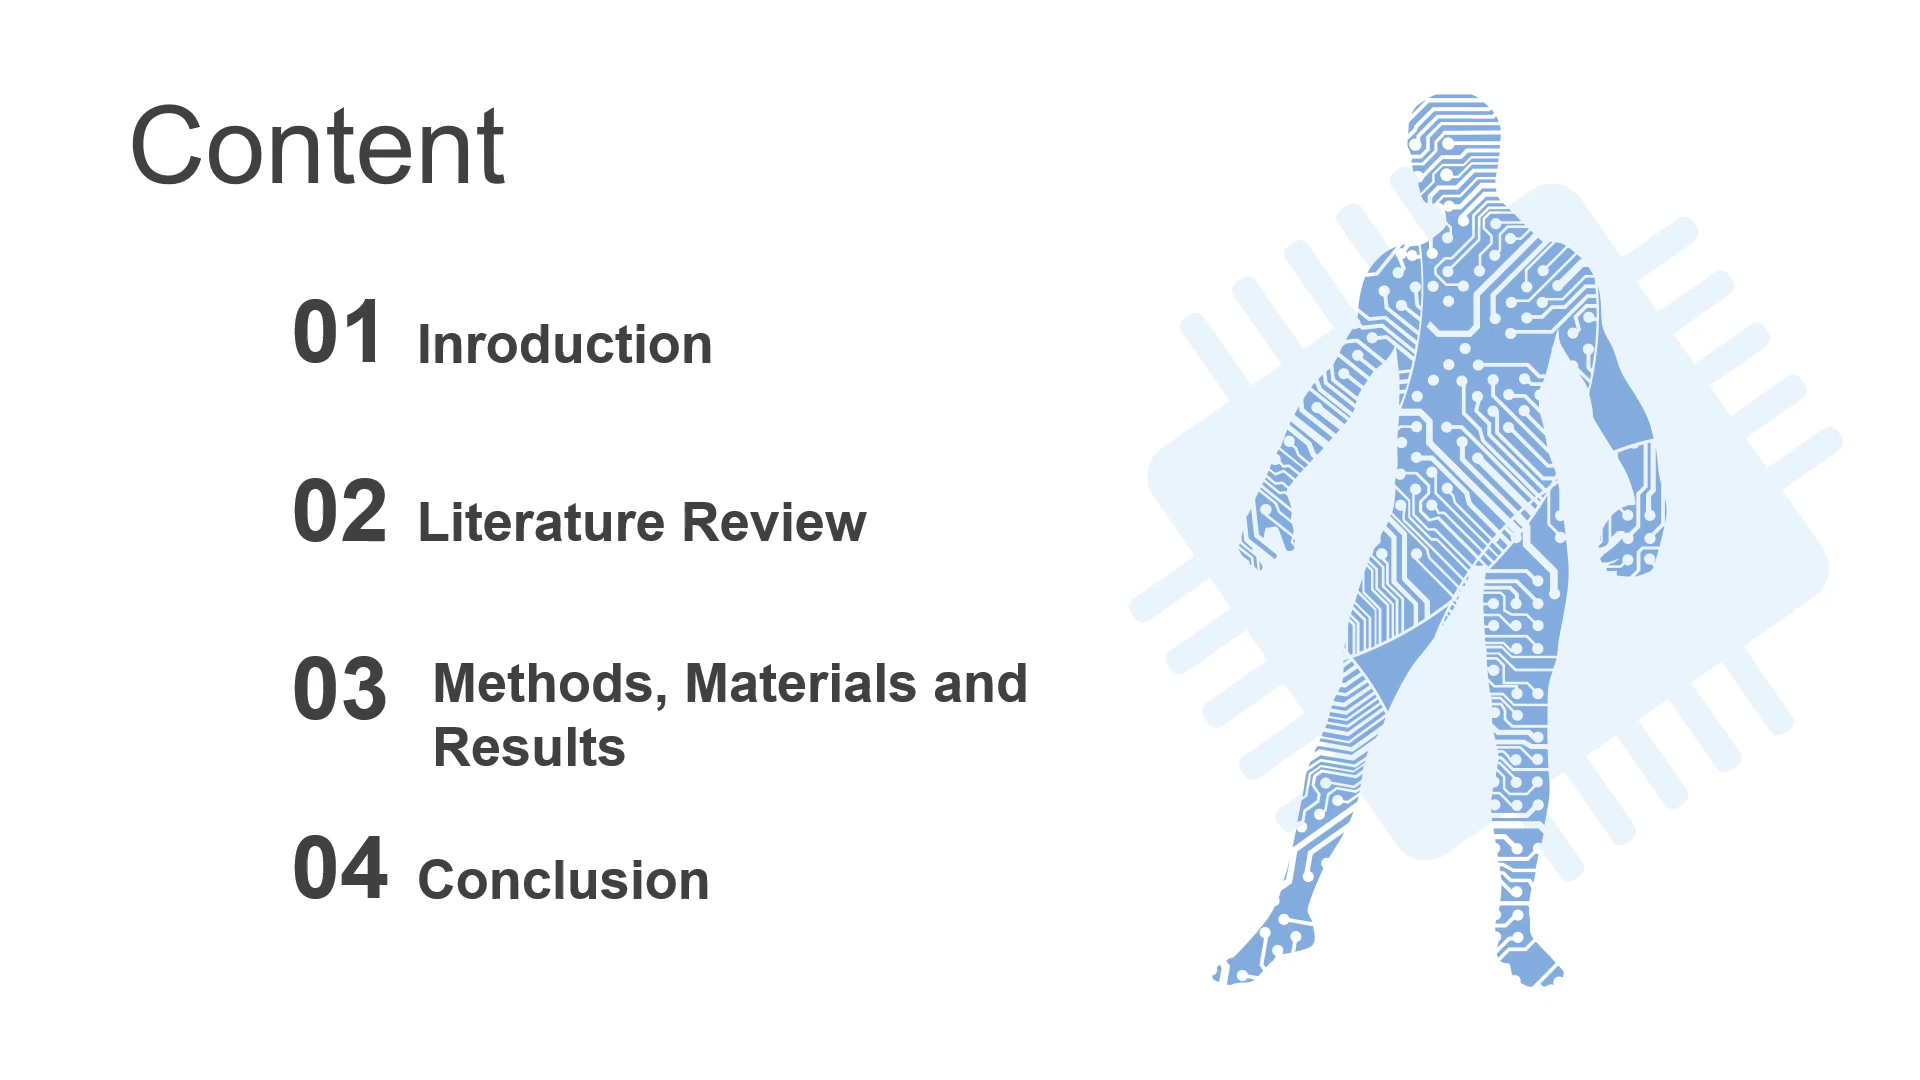 Content
01 Inroduction
02 Literature Review
03 Methods, Materials and
Results
04 Conclusion